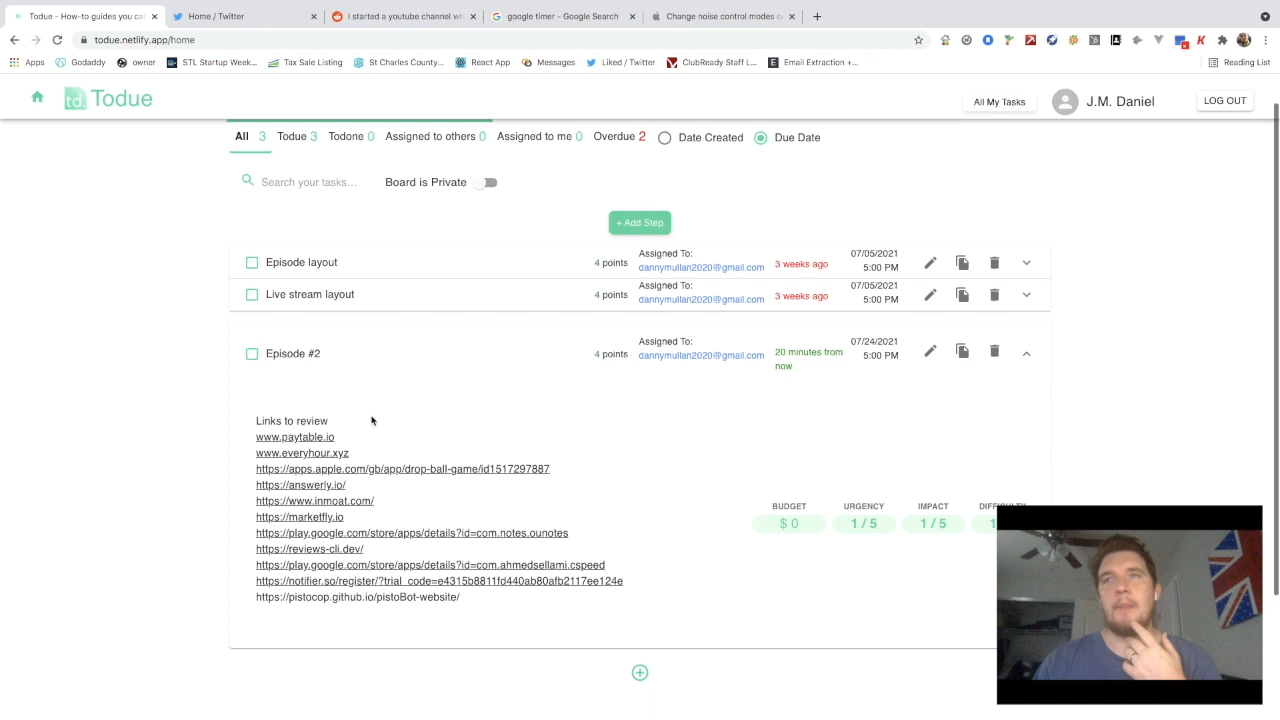 Todue - How-to guides you ca
Home / Twitter
I started a youtube channel wh
google timer - Google Search
Change noise control modes o
todue.netlify.app/home
Apps
Godaddy
owner
STL Startup Week...
Tax Sale Listing
St Charles County...
React App
Messages
Liked / Twitter
ClubReady Staff L...
Email Extraction +...
Reading List
td Todue
All My Tasks
J.M. Daniel
LOG OUT
All 3
Todue 3
Todone 0
Assigned to others 0
Assigned to me 0
Overdue 2
Date Created
Due Date
Search your tasks...
Board is Private
+ Add Step
Episode layout
4 points
Assigned To:
dannymullan2020@gmail.com
3 weeks ago
07/05/2021
5:00 PM
Live stream layout
4 points
Assigned To:
dannymullan2020@gmail.com
3 weeks ago
07/05/2021
5:00 PM
Episode #2
4 points
Assigned To:
dannymullan2020@gmail.com
20 minutes from
now
07/24/2021
5:00 PM
Links to review
www.paytable.io
www.everyhour.xyz
https://apps.apple.com/gb/app/drop-ball-game/id1517297887
https://answerly.io/
https://www.inmoat.com/
https://marketfly.io
https://play.google.com/store/apps/details?id=com.notes.ounotes
https://reviews-cli.dev/
https://play.google.com/store/apps/details?id=com.ahmedsellami.cspeed
https://notifier.so/register/?trial_code=e4315b8811fd440ab80afb2117ee124e
https://pistocop.github.io/pistoBot-website/
BUDGET
$ 0
URGENCY
1 / 5
IMPACT
1 / 5
DIFFICULTY
1